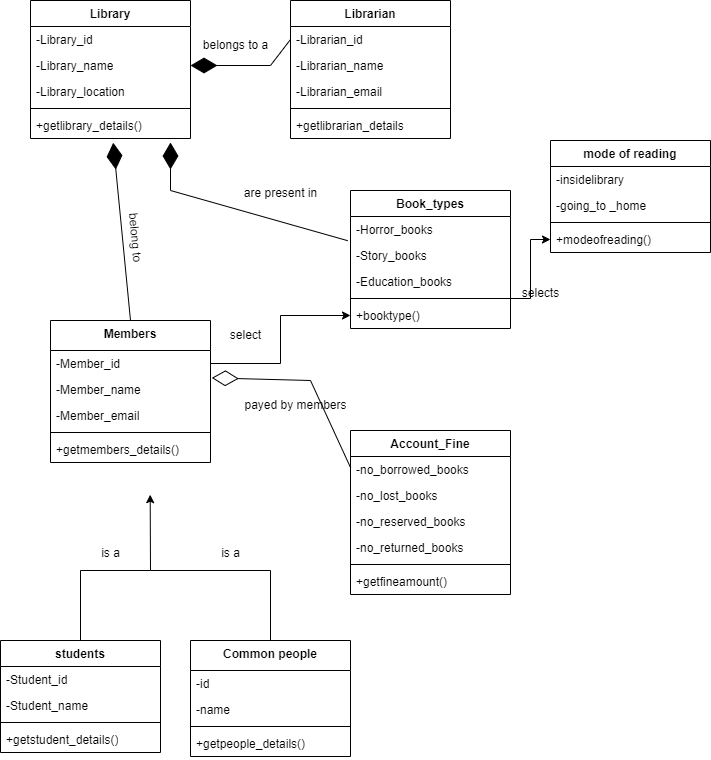 Library
-Library_id
-Library_name
-Library_location
+getlibrary_details()
belongs to a
Librarian
-Librarian_id
-Librarian_name
-Librarian_email
+getlibrarian_details
belong to
are present in
Book_types
-Horror_books
-Story_books
-Education_books
+booktype()
selects
mode of reading
-insidelibrary
-going_to _home
+modeofreading()
Members
-Member_id
-Member_name
-Member_email
+getmembers_details()
select
payed by members
Account_Fine
-no_borrowed_books
-no_lost_books
-no_reserved_books
-no_returned_books
+getfineamount()
is a
is a
students
-Student_id
-Student_name
+getstudent_details()
Common people
-id
-name
+getpeople_details()